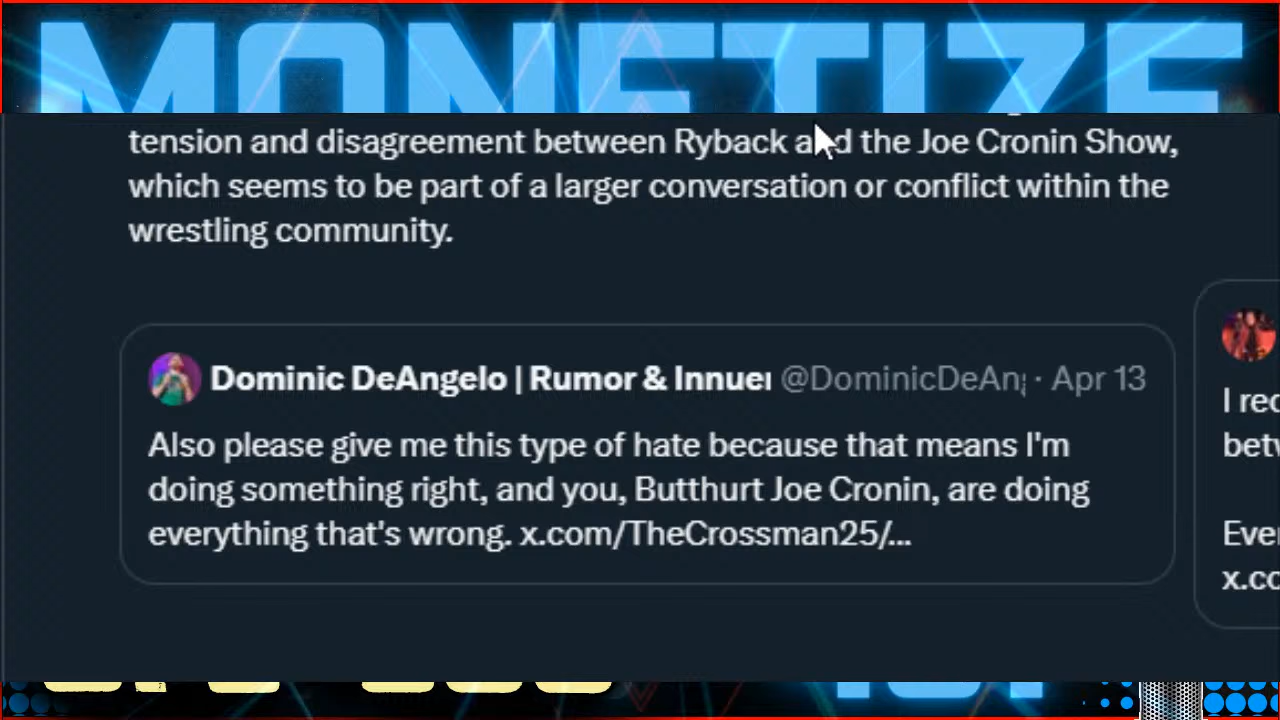 MONETIZE
tension and disagreement between Ryback and the Joe Cronin Show,
which seems to be part of a larger conversation or conflict within the
wrestling community.
Dominic DeAngelo | Rumor & Innue @DominicDeAn · Apr 13
Also please give me this type of hate because that means I'm
doing something right, and you, Butthurt Joe Cronin, are doing
everything that's wrong. x.com/TheCrossman25/...
I rec
betw
Ever
x.co